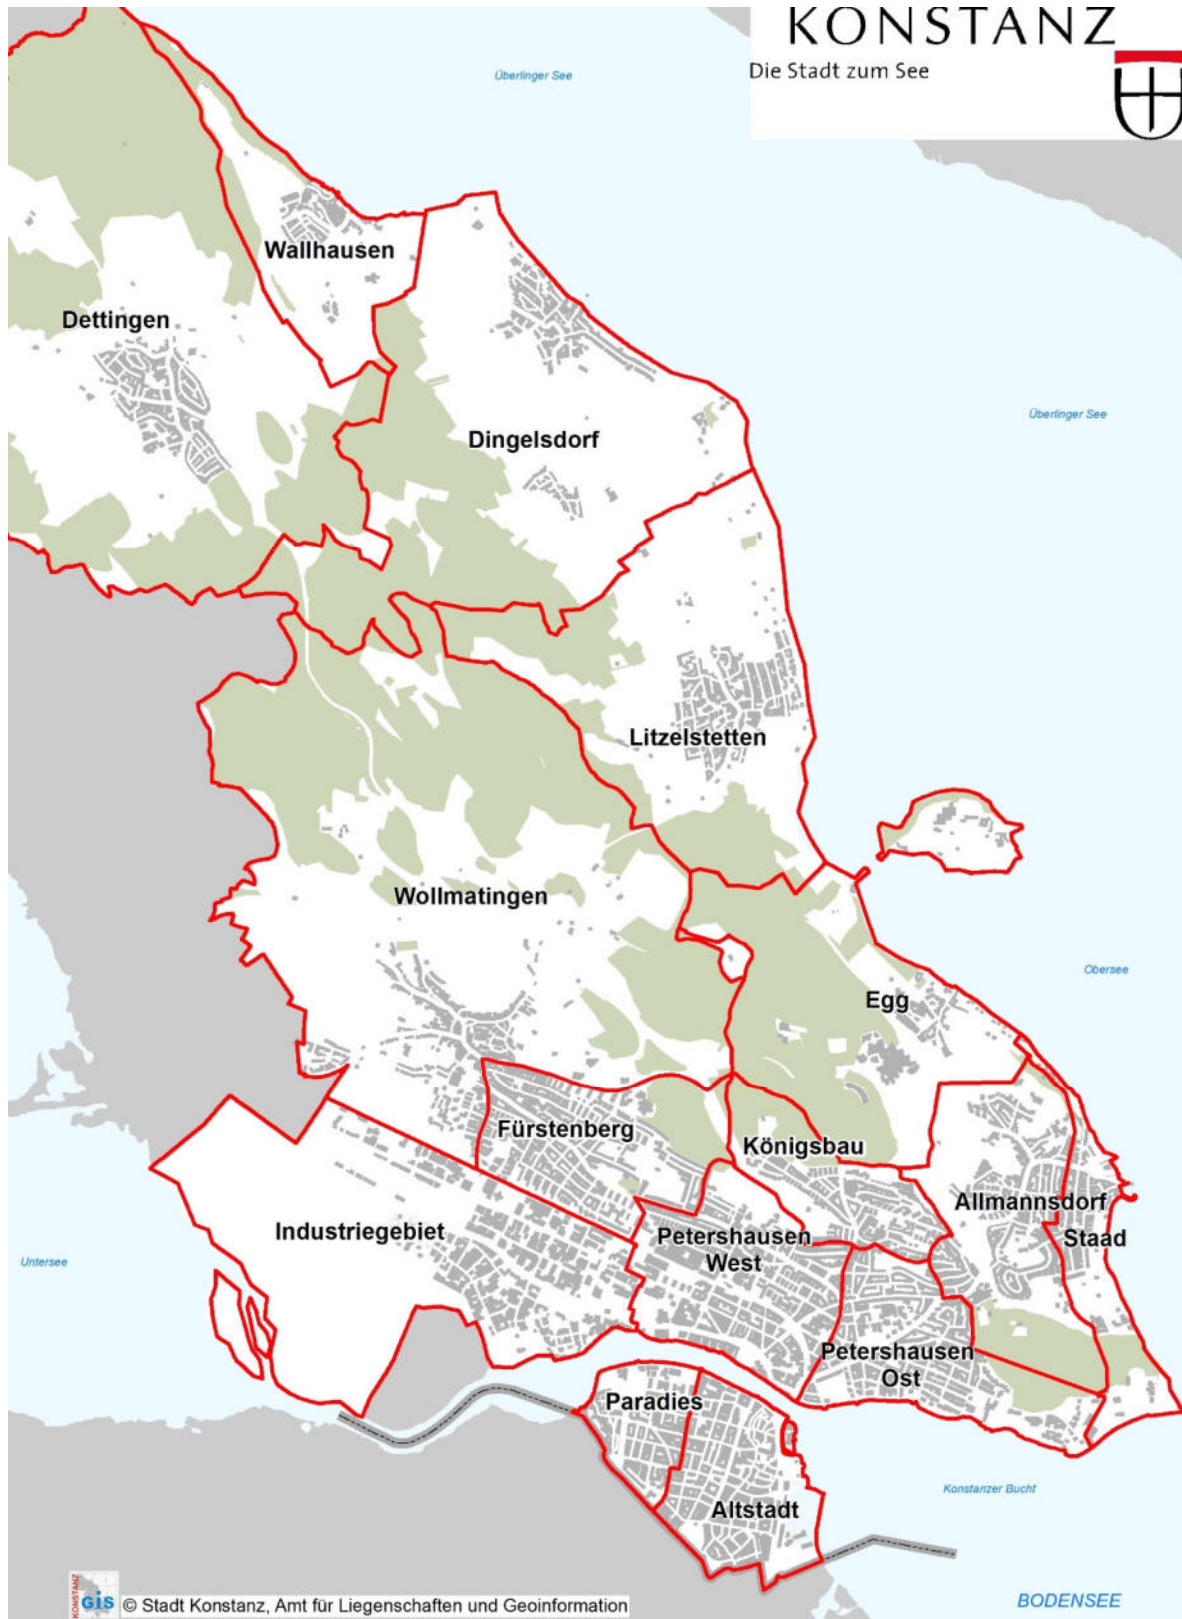 KONSTANZ
Die Stadt zum See
Überlinger See
Wallhausen
Dettingen
Überlinger See
Dingelsdorf
Litzelstetten
Wollmatingen
Obersee
Egg
Fürstenberg
Königsbau
Allmannsdorf
Staad
Industriegebiet
Petershausen
West
Untersee
Petershausen
Ost
Paradies
Konstanzer Bucht
Altstadt
BODENSEE
KONSTANZ
GIS
© Stadt Konstanz, Amt für Liegenschaften und Geoinformation